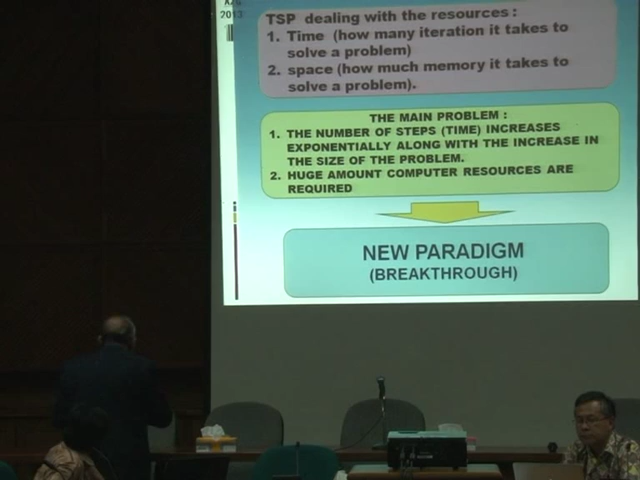 2013
TSP dealing with the resources :
1. Time (how many iteration it takes to
solve a problem)
2. space (how much memory it takes to
solve a problem).
THE MAIN PROBLEM :
1. THE NUMBER OF STEPS (TIME) INCREASES
EXPONENTIALLY ALONG WITH THE INCREASE IN
THE SIZE OF THE PROBLEM.
2. HUGE AMOUNT COMPUTER RESOURCES ARE
REQUIRED
NEW PARADIGM
(BREAKTHROUGH)